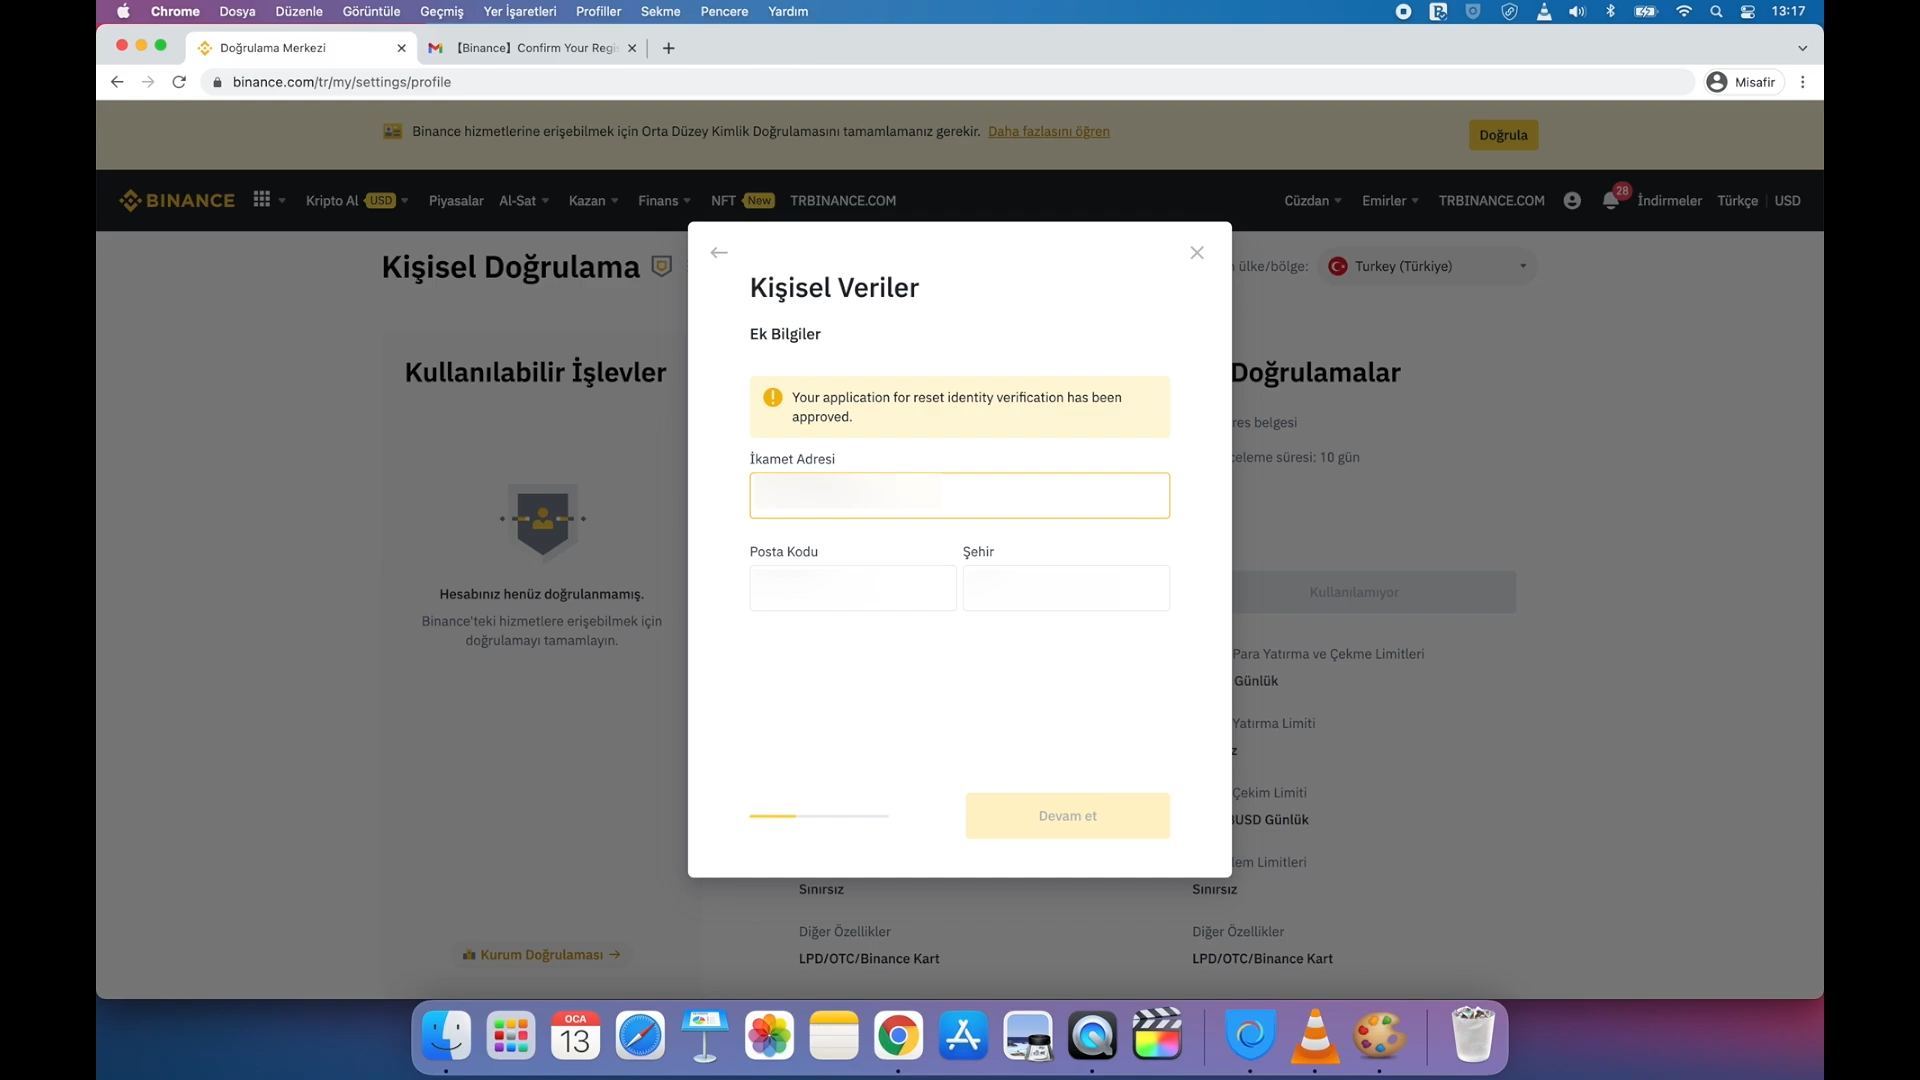 Chrome Dosya Düzenle Görüntüle Geçmiş Yer İşaretleri Profiller Sekme Pencere Yardım 13:17
Doğrulama Merkezi
【Binance】Confirm Your Regi
binance.com/tr/my/settings/profile
Misafir
Binance hizmetlerine erişebilmek için Orta Düzey Kimlik Doğrulamasını tamamlamanız gerekir. Daha fazlasını öğren
Doğrula
BINANCE Kripto Al USD Piyasalar Al-Sat Kazan Finans NFT New TRBINANCE.COM
Cüzdan Emirler TRBINANCE.COM 28 İndirmeler Türkçe USD
Kişisel Doğrulama
ülke/bölge: Turkey (Türkiye)
Kişisel Veriler
Ek Bilgiler
Your application for reset identity verification has been
approved.
İkamet Adresi
Posta Kodu Şehir
Devam et
Kullanılabilir İşlevler
Hesabınız henüz doğrulanmamış.
Binance'teki hizmetlere erişebilmek için
doğrulamayı tamamlayın.
Kurum Doğrulaması →
Sınırsız
Diğer Özellikler
LPD/OTC/Binance Kart
Doğrulamalar
res belgesi
celeme süresi: 10 gün
Kullanılamıyor
Para Yatırma ve Çekme Limitleri
Günlük
Yatırma Limiti
z
Çekim Limiti
BUSD Günlük
lem Limitleri
Sınırsız
Diğer Özellikler
LPD/OTC/Binance Kart
OCA
13